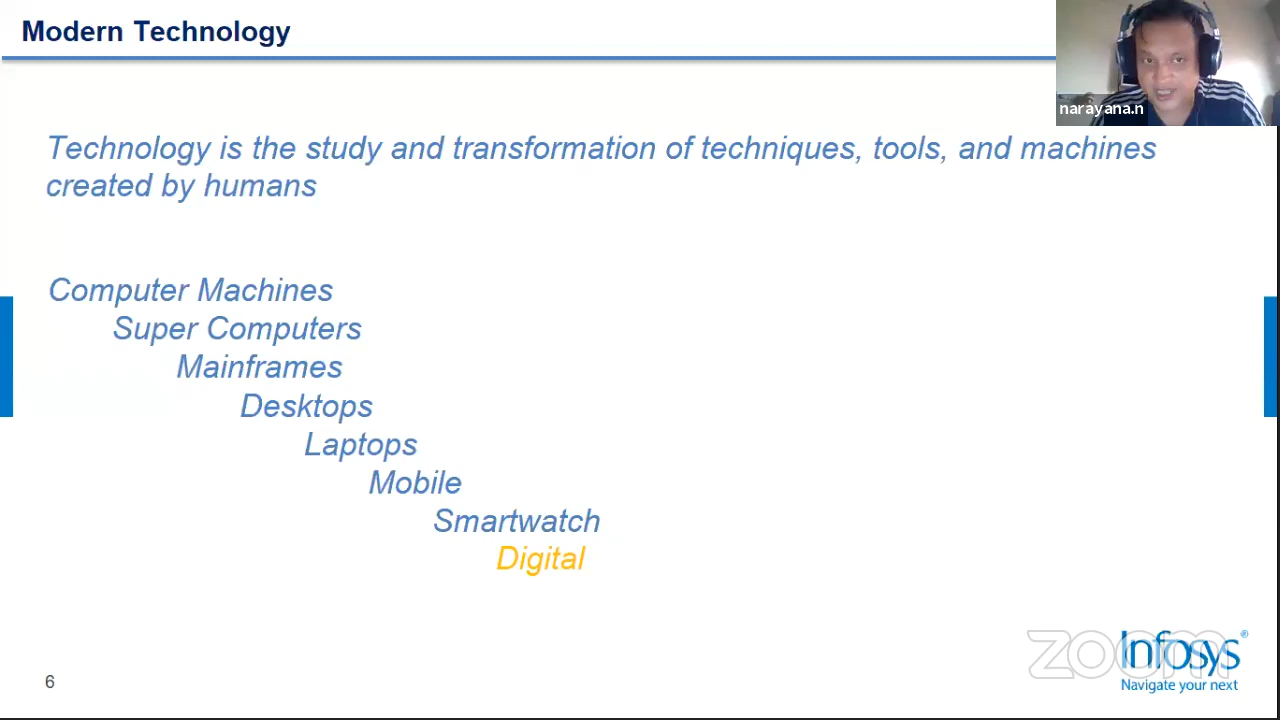 Modern Technology
narayana.n
Technology is the study and transformation of techniques, tools, and machines
created by humans
Computer Machines
Super Computers
Mainframes
Desktops
Laptops
Mobile
Smartwatch
Digital
zoom
Infosys®
Navigate your next
6